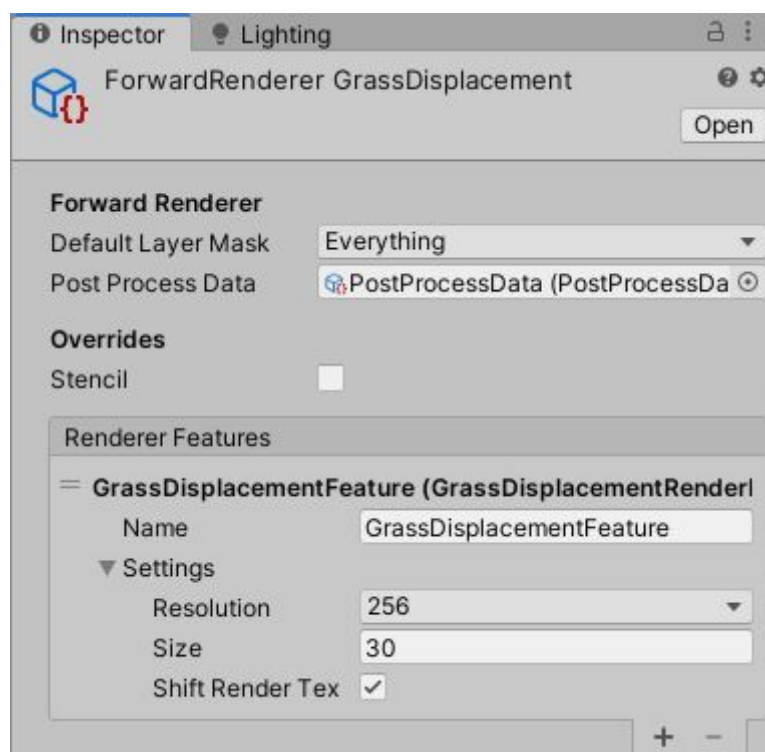 Inspector Lighting
ForwardRenderer GrassDisplacement
Open
Forward Renderer
Default Layer Mask Everything
Post Process Data PostProcessData (PostProcessDa
Overrides
Stencil
Renderer Features
GrassDisplacementFeature (GrassDisplacementRenderI
Name GrassDisplacementFeature
Settings
Resolution 256
Size 30
Shift Render Tex